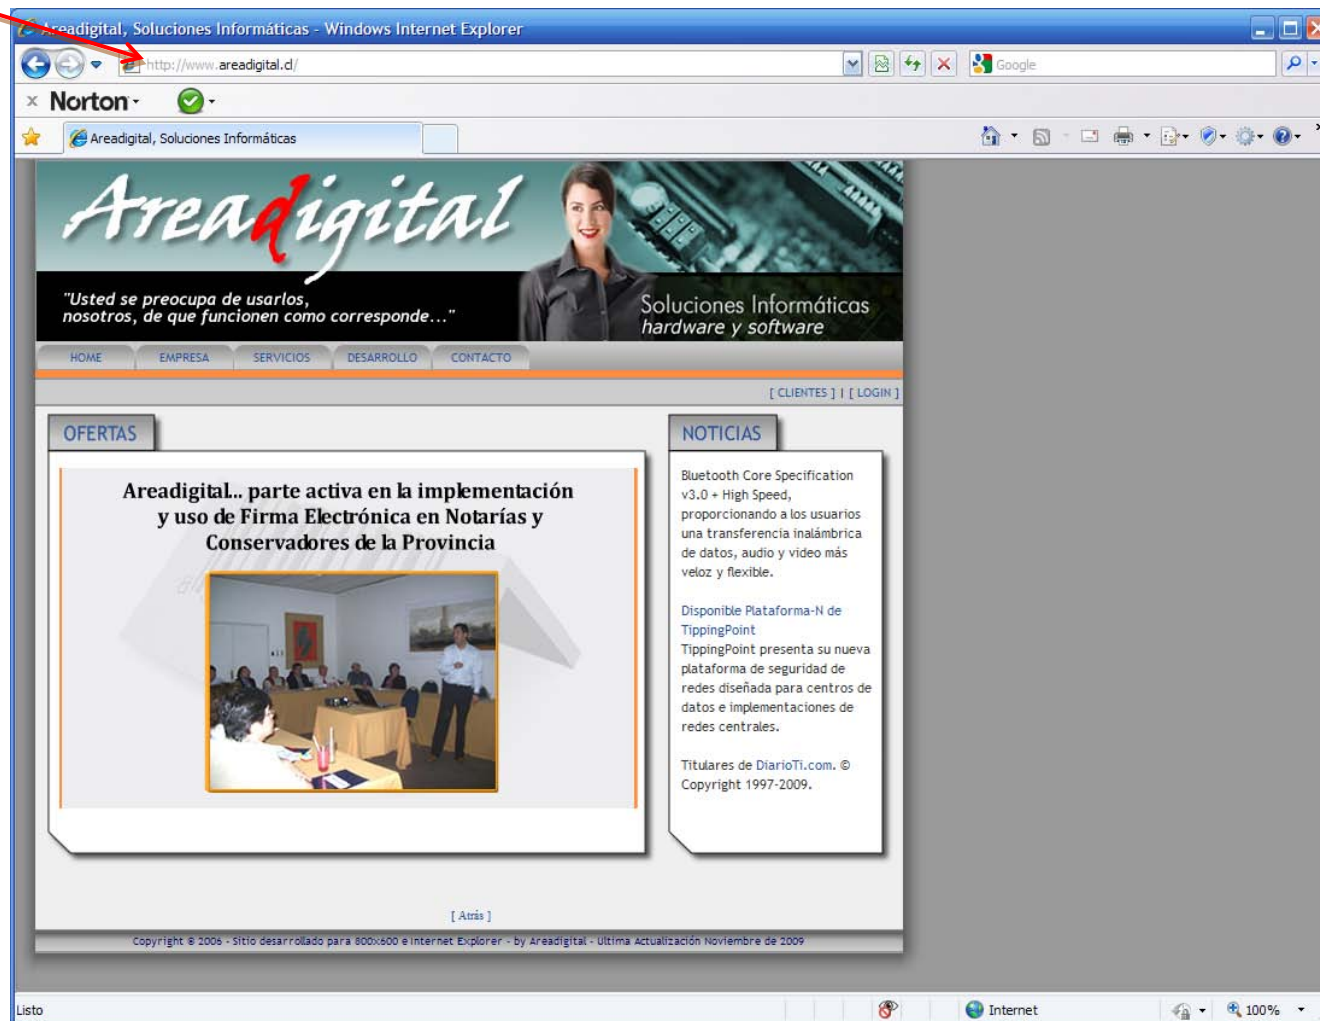 Areadigital, Soluciones Informáticas - Windows Internet Explorer
http://www.areadigital.cl/
Google
Norton
Areadigital, Soluciones Informáticas
Areadigital
"Usted se preocupa de usarlos,
nosotros, de que funcionen como corresponde..."
Soluciones Informáticas
hardware y software
HOME EMPRESA SERVICIOS DESARROLLO CONTACTO
[ CLIENTES ] | [ LOGIN ]
OFERTAS
Areadigital... parte activa en la implementación
y uso de Firma Electrónica en Notarías y
Conservadores de la Provincia
NOTICIAS
Bluetooth Core Specification
v3.0 + High Speed,
proporcionando a los usuarios
una transferencia inalámbrica
de datos, audio y video más
veloz y flexible.
Disponible Plataforma-N de
TippingPoint
TippingPoint presenta su nueva
plataforma de seguridad de
redes diseñada para centros de
datos e implementaciones de
redes centrales.
Titulares de DiarioTi.com. ©
Copyright 1997-2009.
[ Atrás ]
Copyright © 2006 - Sitio desarrollado para 800x600 e Internet Explorer - by Areadigital - Ultima Actualización Noviembre de 2009
Listo
Internet
100%